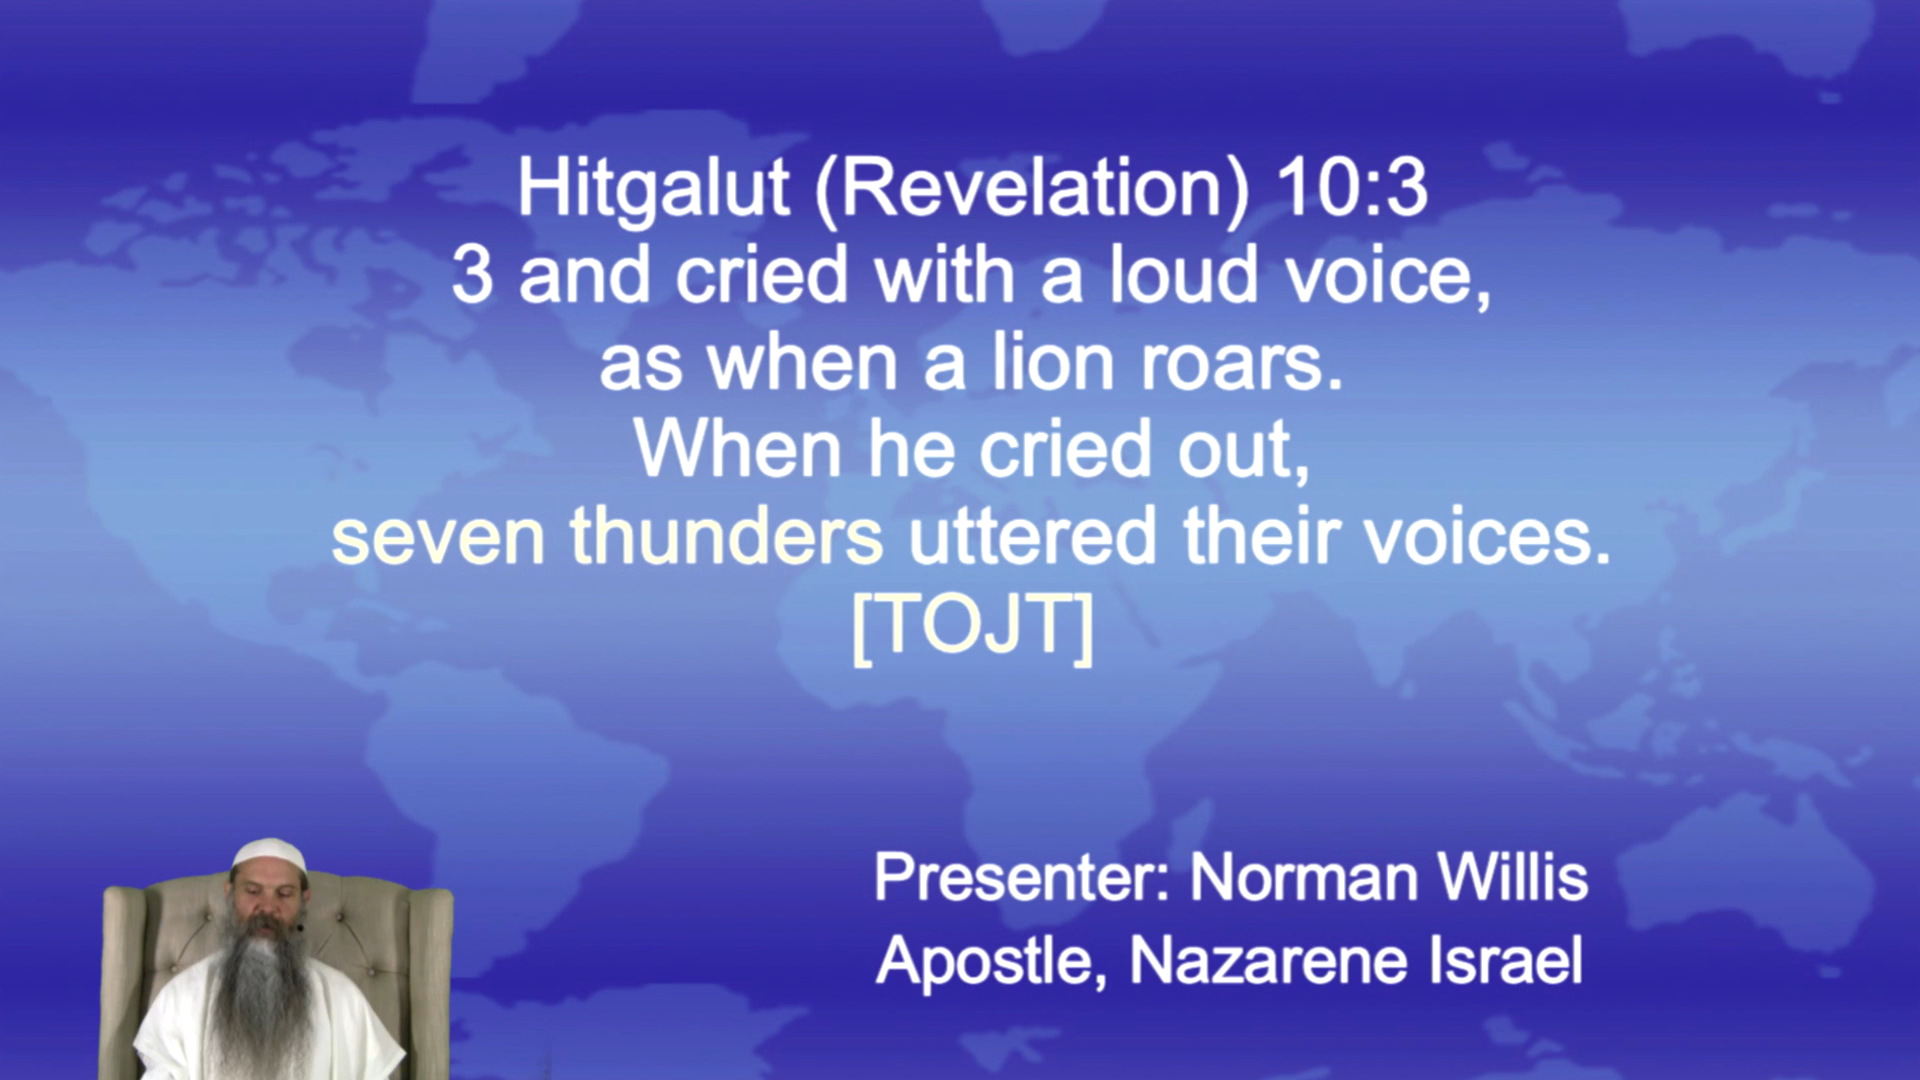 Hitgalut (Revelation) 10:3
3 and cried with a loud voice,
as when a lion roars.
When he cried out,
seven thunders uttered their voices.
[TOJT]
Presenter: Norman Willis
Apostle, Nazarene Israel